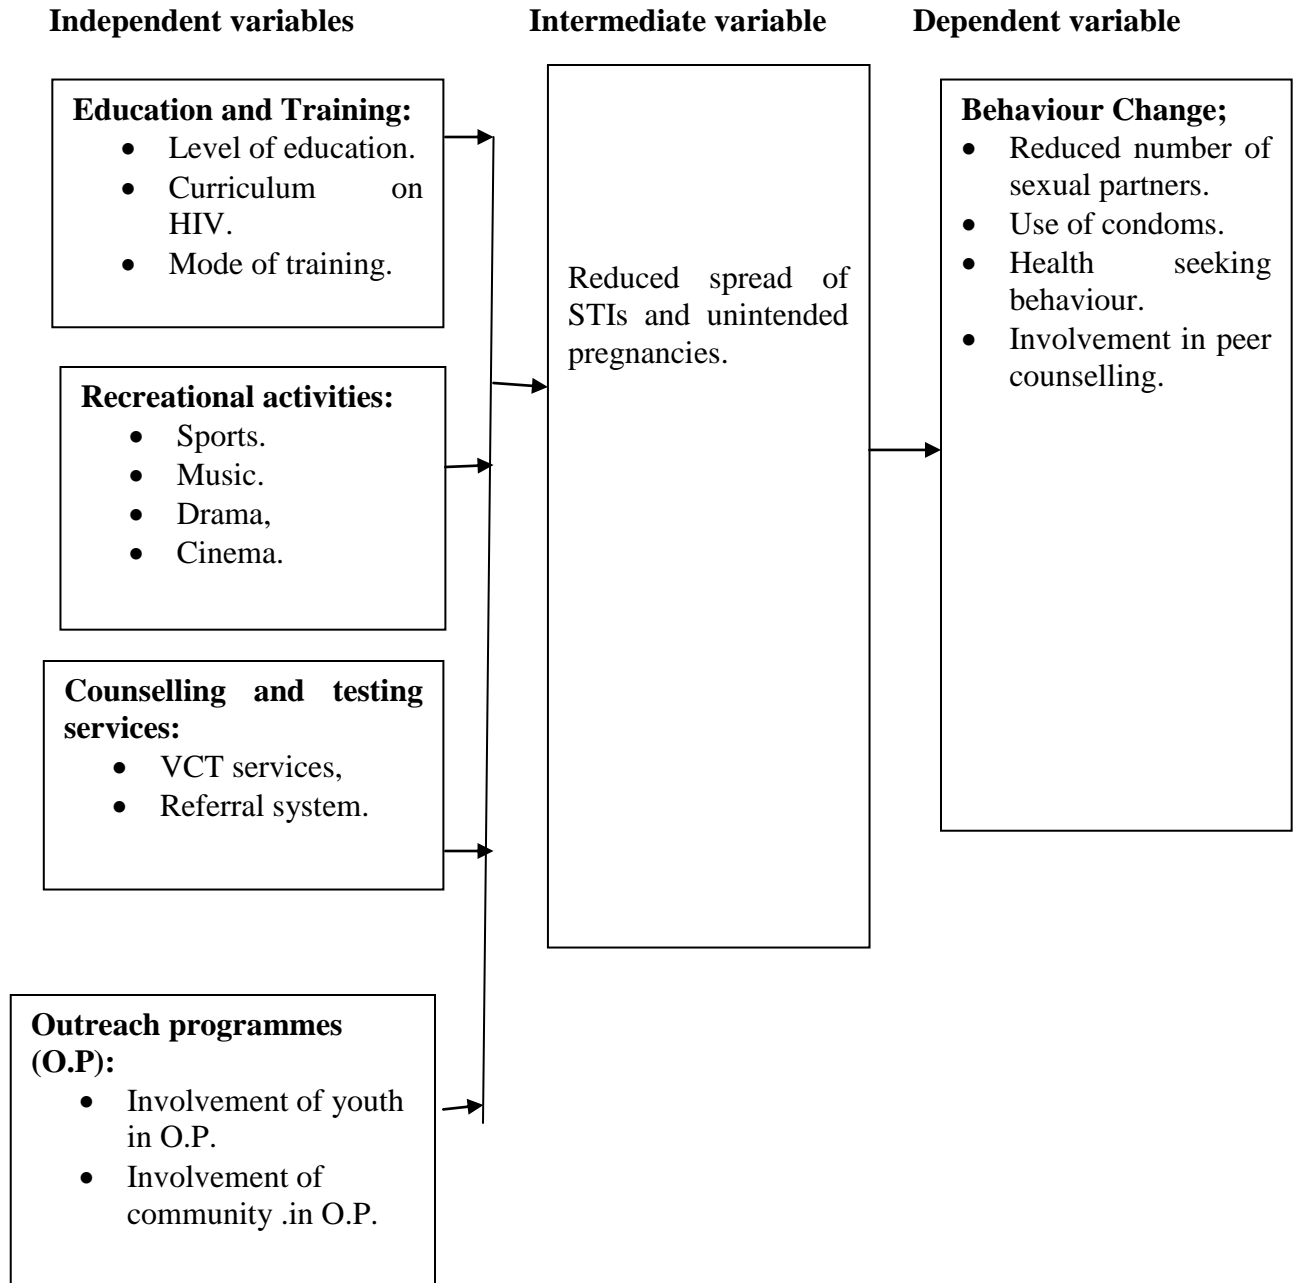 Independent variables
Intermediate variable
Dependent variable
Education and Training:
• Level of education.
• Curriculum on
HIV.
• Mode of training.
Recreational activities:
• Sports.
• Music.
• Drama,
• Cinema.
Counselling and testing
services:
• VCT services,
• Referral system.
Outreach programmes
(O.P):
• Involvement of youth
in O.P.
• Involvement of
community .in O.P.
Reduced spread of
STIs and unintended
pregnancies.
Behaviour Change;
• Reduced number of
sexual partners.
• Use of condoms.
• Health seeking
behaviour.
• Involvement in peer
counselling.